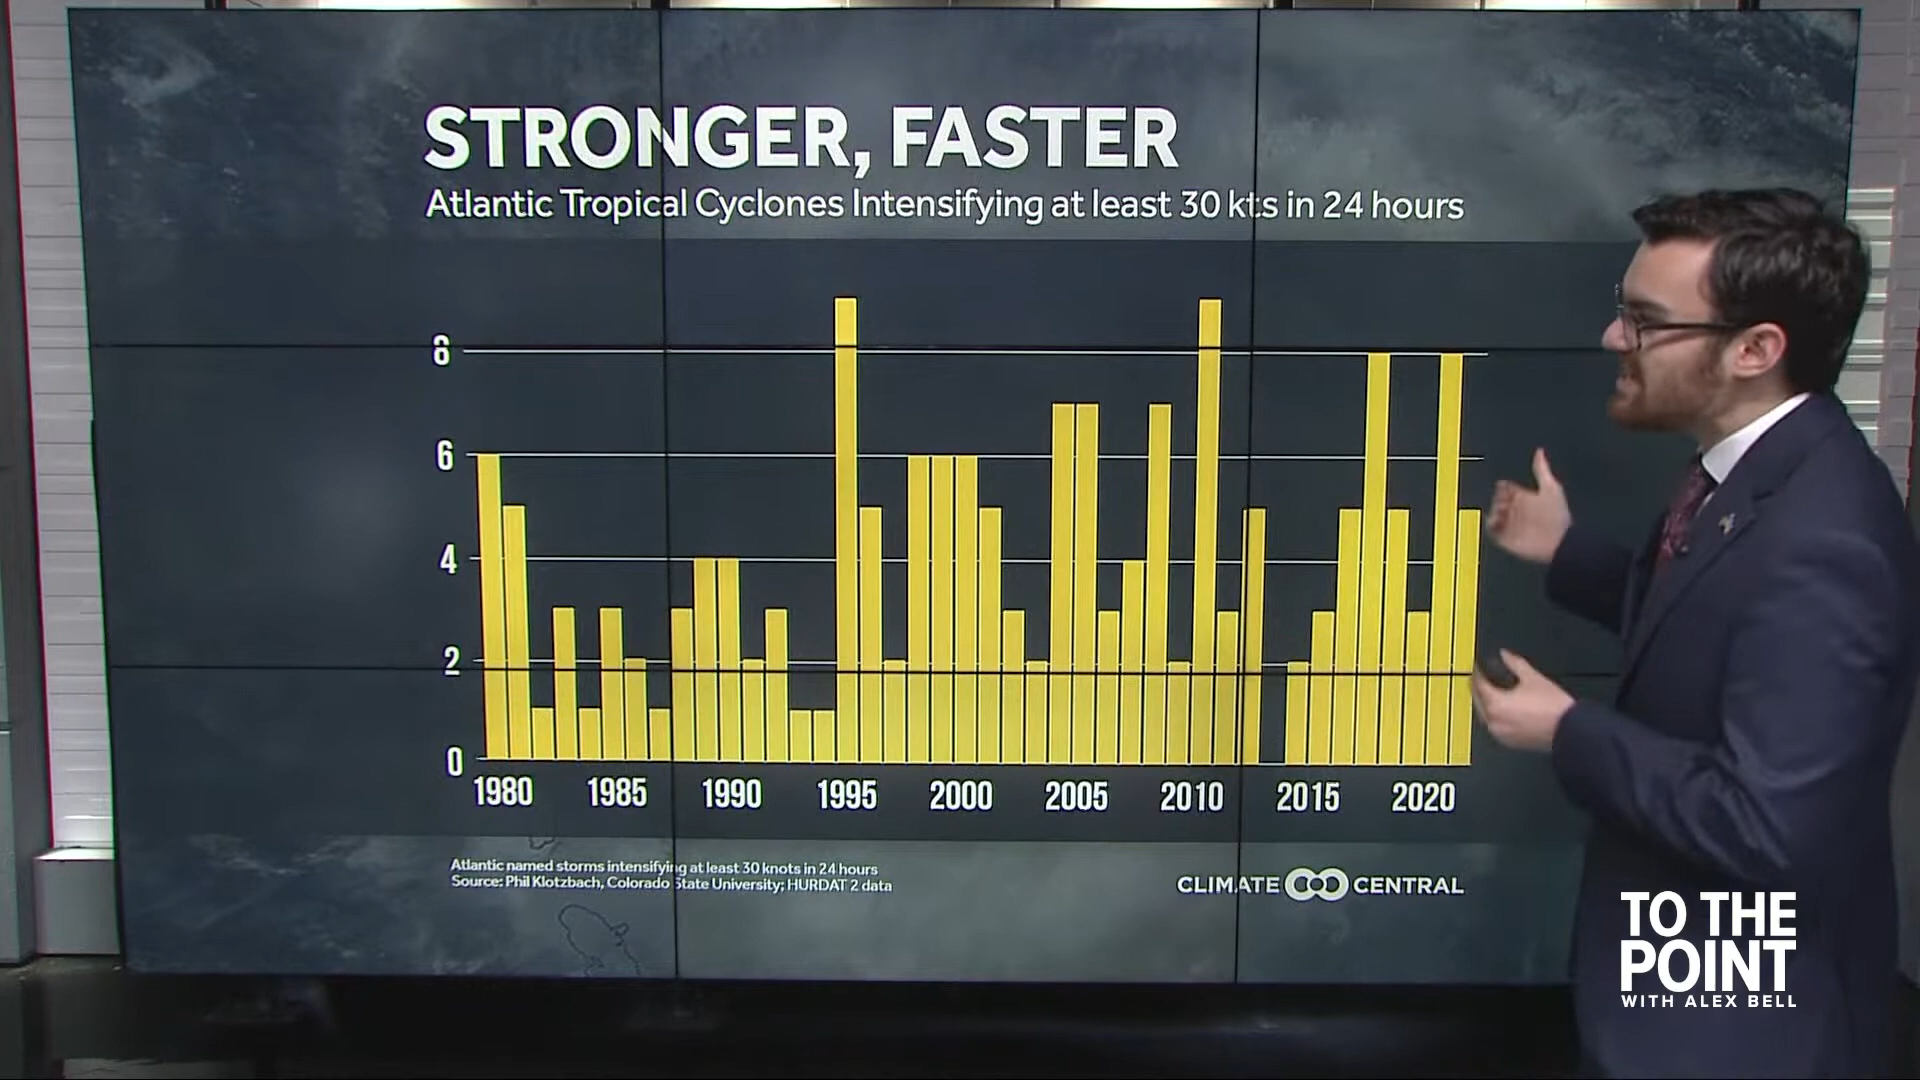 STRONGER, FASTER
Atlantic Tropical Cyclones Intensifying at least 30 kts in 24 hours
8
6
4
2
0
1980 1985 1990 1995 2000 2005 2010 2015 2020
Atlantic named storms intensifying at least 30 knots in 24 hours
Source: Phil Klotzbach, Colorado State University; HURDAT 2 data
CLIMATE CENTRAL
TO THE
POINT
WITH ALEX BELL